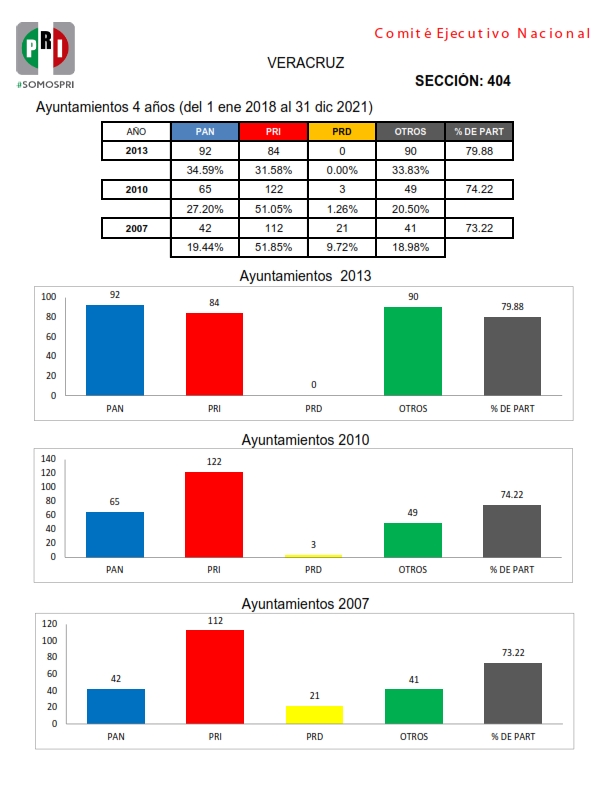 Comité Ejecutivo Nacional
PRI
#SOMOSPRI
VERACRUZ
SECCIÓN: 404
Ayuntamientos 4 años (del 1 ene 2018 al 31 dic 2021)
AÑO PAN PRI PRD OTROS % DE PART
2013 92 84 0 90 79.88
34.59% 31.58% 0.00% 33.83%
2010 65 122 3 49 74.22
27.20% 51.05% 1.26% 20.50%
2007 42 112 21 41 73.22
19.44% 51.85% 9.72% 18.98%
Ayuntamientos 2013
100
80
60
40
20
0
92 84 0 90 79.88
PAN PRI PRD OTROS % DE PART
Ayuntamientos 2010
140
120
100
80
60
40
20
0
65 122 3 49 74.22
PAN PRI PRD OTROS % DE PART
Ayuntamientos 2007
120
100
80
60
40
20
0
42 112 21 41 73.22
PAN PRI PRD OTROS % DE PART